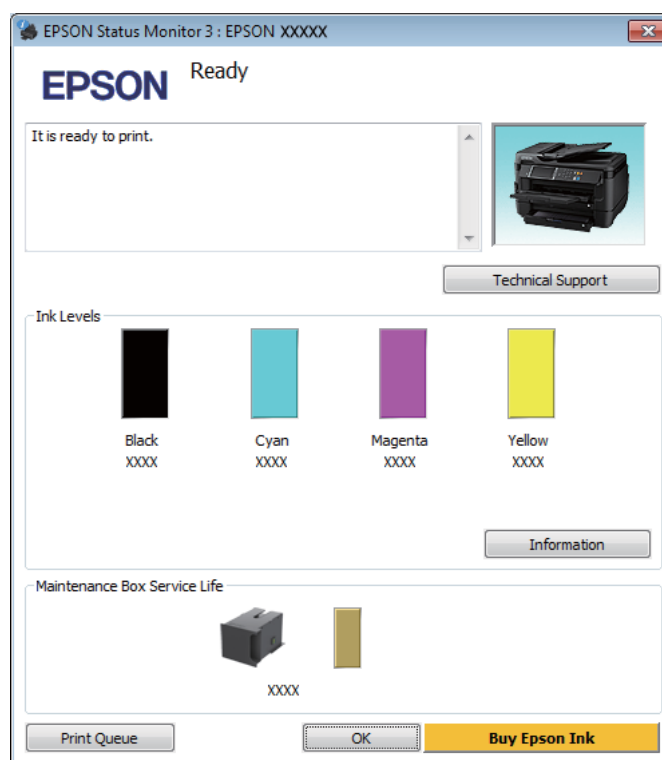 EPSON Status Monitor 3 : EPSON XXXXX
EPSON
Ready
It is ready to print.
Technical Support
Ink Levels
Black
Cyan
Magenta
Yellow
XXXX
XXXX
XXXX
XXXX
Information
Maintenance Box Service Life
XXXX
Print Queue
OK
Buy Epson Ink